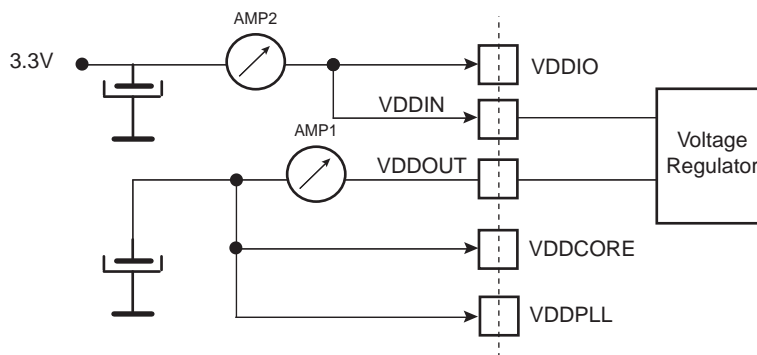 AMP2
3.3V
VDDIO
VDDIN
AMP1
Voltage
Regulator
VDDOUT
VDDCORE
VDDPLL